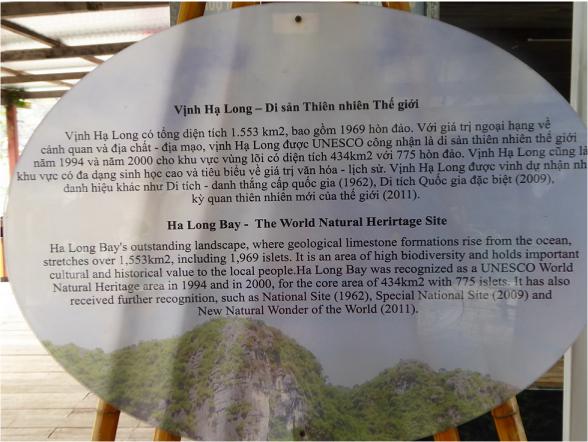 Vịnh Hạ Long – Di sản Thiên nhiên Thế giới
Vịnh Hạ Long có tổng diện tích 1.553 km2, bao gồm 1969 hòn đảo. Với giá trị ngoại hạng về
cảnh quan và địa chất - địa mạo, vịnh Hạ Long được UNESCO công nhận là di sản thiên nhiên thế giới
năm 1994 và năm 2000 cho khu vực vùng lõi có diện tích 434km2 với 775 hòn đảo. Vịnh Hạ Long cũng là
khu vực có đa dạng sinh học cao và tiêu biểu về giá trị văn hóa - lịch sử. Vịnh Hạ Long được vinh dự nhận
danh hiệu khác như Di tích - danh thắng cấp quốc gia (1962), Di tích Quốc gia đặc biệt (2009),
kỳ quan thiên nhiên mới của thế giới (2011).
Ha Long Bay - The World Natural Herirtage Site
Ha Long Bay's outstanding landscape, where geological limestone formations rise from the ocean,
stretches over 1,553km2, including 1,969 islets. It is an area of high biodiversity and holds important
cultural and historical value to the local people.Ha Long Bay was recognized as a UNESCO World
Natural Heritage area in 1994 and in 2000, for the core area of 434km2 with 775 islets. It has also
received further recognition, such as National Site (1962), Special National Site (2009) and
New Natural Wonder of the World (2011).